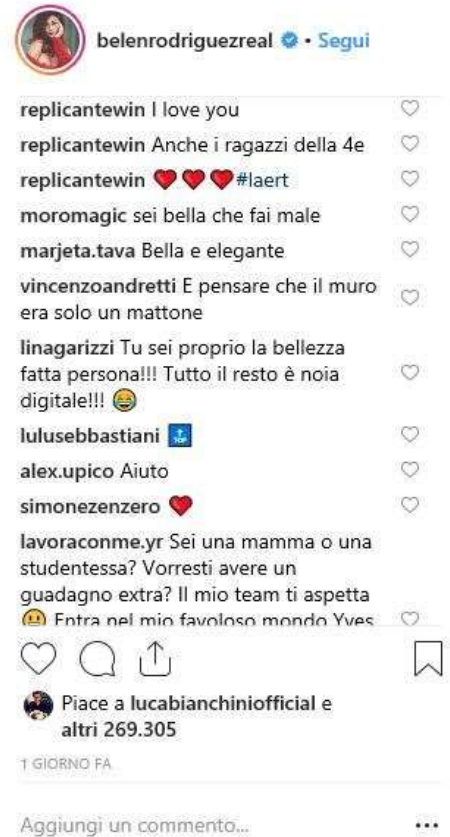 belenrodriguezreal • Segui
replicantewin I love you
replicantewin Anche i ragazzi della 4e
replicantewin ❤❤❤#laert
moromagic sei bella che fai male
marjeta.tava Bella e elegante
vincenzoandretti E pensare che il muro
era solo un mattone
linagarizzi Tu sei proprio la bellezza
fatta persona!!! Tutto il resto è noia
digitale!!! 😂
lulusebbastiani 🔝
alex.upico Aiuto
simonezenzero ❤
lavoraconme.yr Sei una mamma o una
studentessa? Vorresti avere un
guadagno extra? Il mio team ti aspetta
😃 Entra nel mio favoloso mondo Yves
Piace a lucabianchiniofficial e
altri 269.305
1 GIORNO FA
Aggiungi un commento...